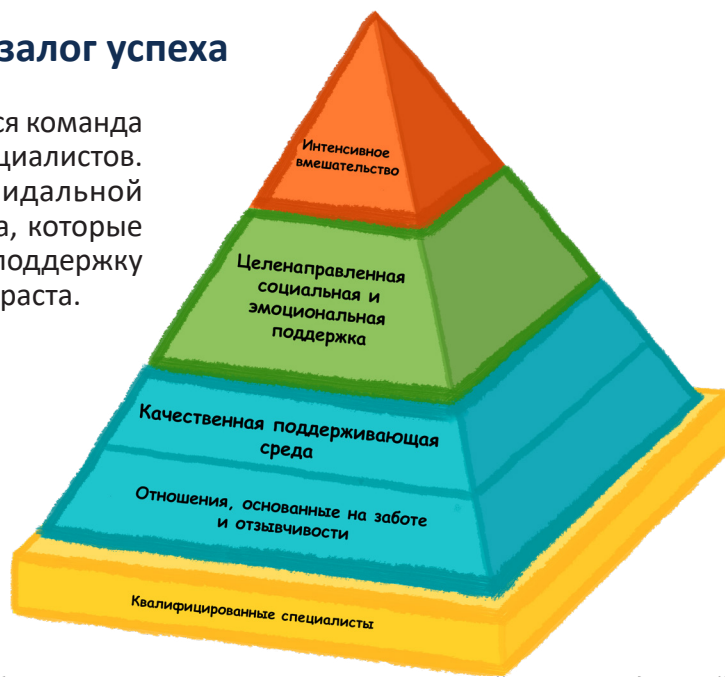 залог успеха
ся команда
циалистов.
идальной
а, которые
поддержку
раста.
Интенсивное
вмешательство
Целенаправленная
социальная и
эмоциональная
поддержка
Качественная поддерживающая
среда
Отношения, основанные на заботе
и отзывчивости
Квалифицированные специалисты